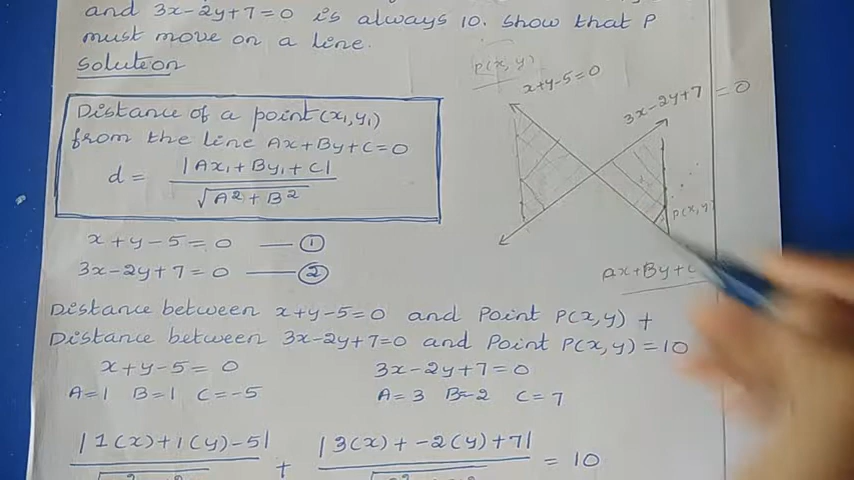 and 3x-2y+7=0 is always 10. Show that P
must move on a line.
Solution
P(x,y)
x+y-5=0
3x-2y+7=0
Distance of a point(x₁,y₁)
from the line Ax+By+C=0
d = |Ax₁+By₁+C| / √A²+B²
P(x,y)
Ax+By+C
x+y-5=0 —— ①
3x-2y+7=0 —— ②
Distance between x+y-5=0 and Point P(x,y) +
Distance between 3x-2y+7=0 and Point P(x,y)=10
x+y-5=0 3x-2y+7=0
A=1 B=1 C=-5 A=3 B=-2 C=7
|1(x)+1(y)-5| + |3(x)+-2(y)+7| = 10